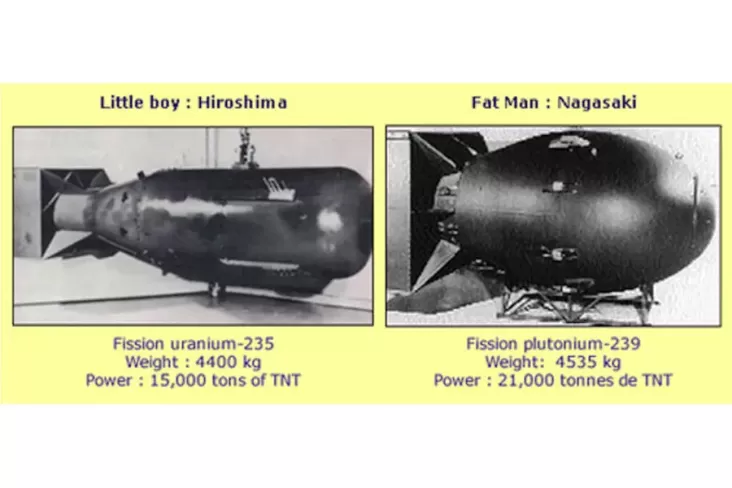 Little boy : Hiroshima
Fission uranium-235
Weight : 4400 kg
Power : 15,000 tons of TNT
Fat Man : Nagasaki
Fission plutonium-239
Weight: 4535 kg
Power : 21,000 tonnes de TNT